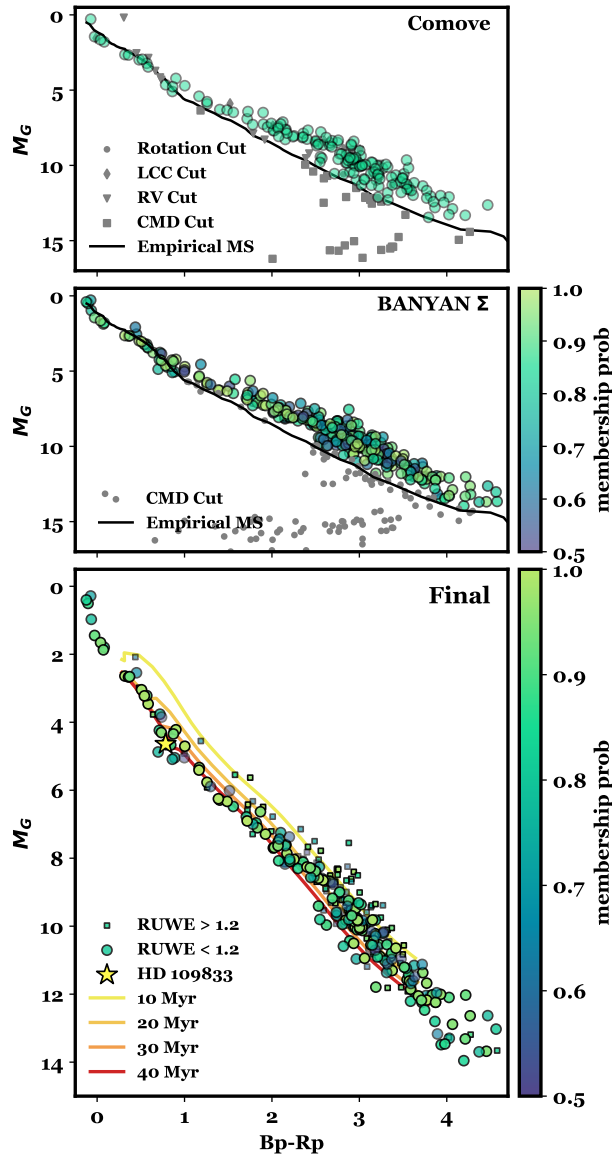 Comove
0
5
10
15
M_G
Rotation Cut
LCC Cut
RV Cut
CMD Cut
Empirical MS
BANYAN Σ
0
5
10
15
M_G
CMD Cut
Empirical MS
1.0
0.9
0.8
0.7
0.6
0.5
membership prob
Final
0
2
4
6
8
10
12
14
M_G
RUWE > 1.2
RUWE < 1.2
HD 109833
10 Myr
20 Myr
30 Myr
40 Myr
1.0
0.9
0.8
0.7
0.6
0.5
membership prob
0 1 2 3 4
Bp-Rp